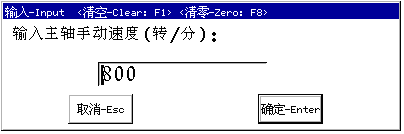 输入-Input <清空-Clear: F1> <清零-Zero: F8>
输入主轴手动速度(转/分):
800
取消-Esc 确定-Enter